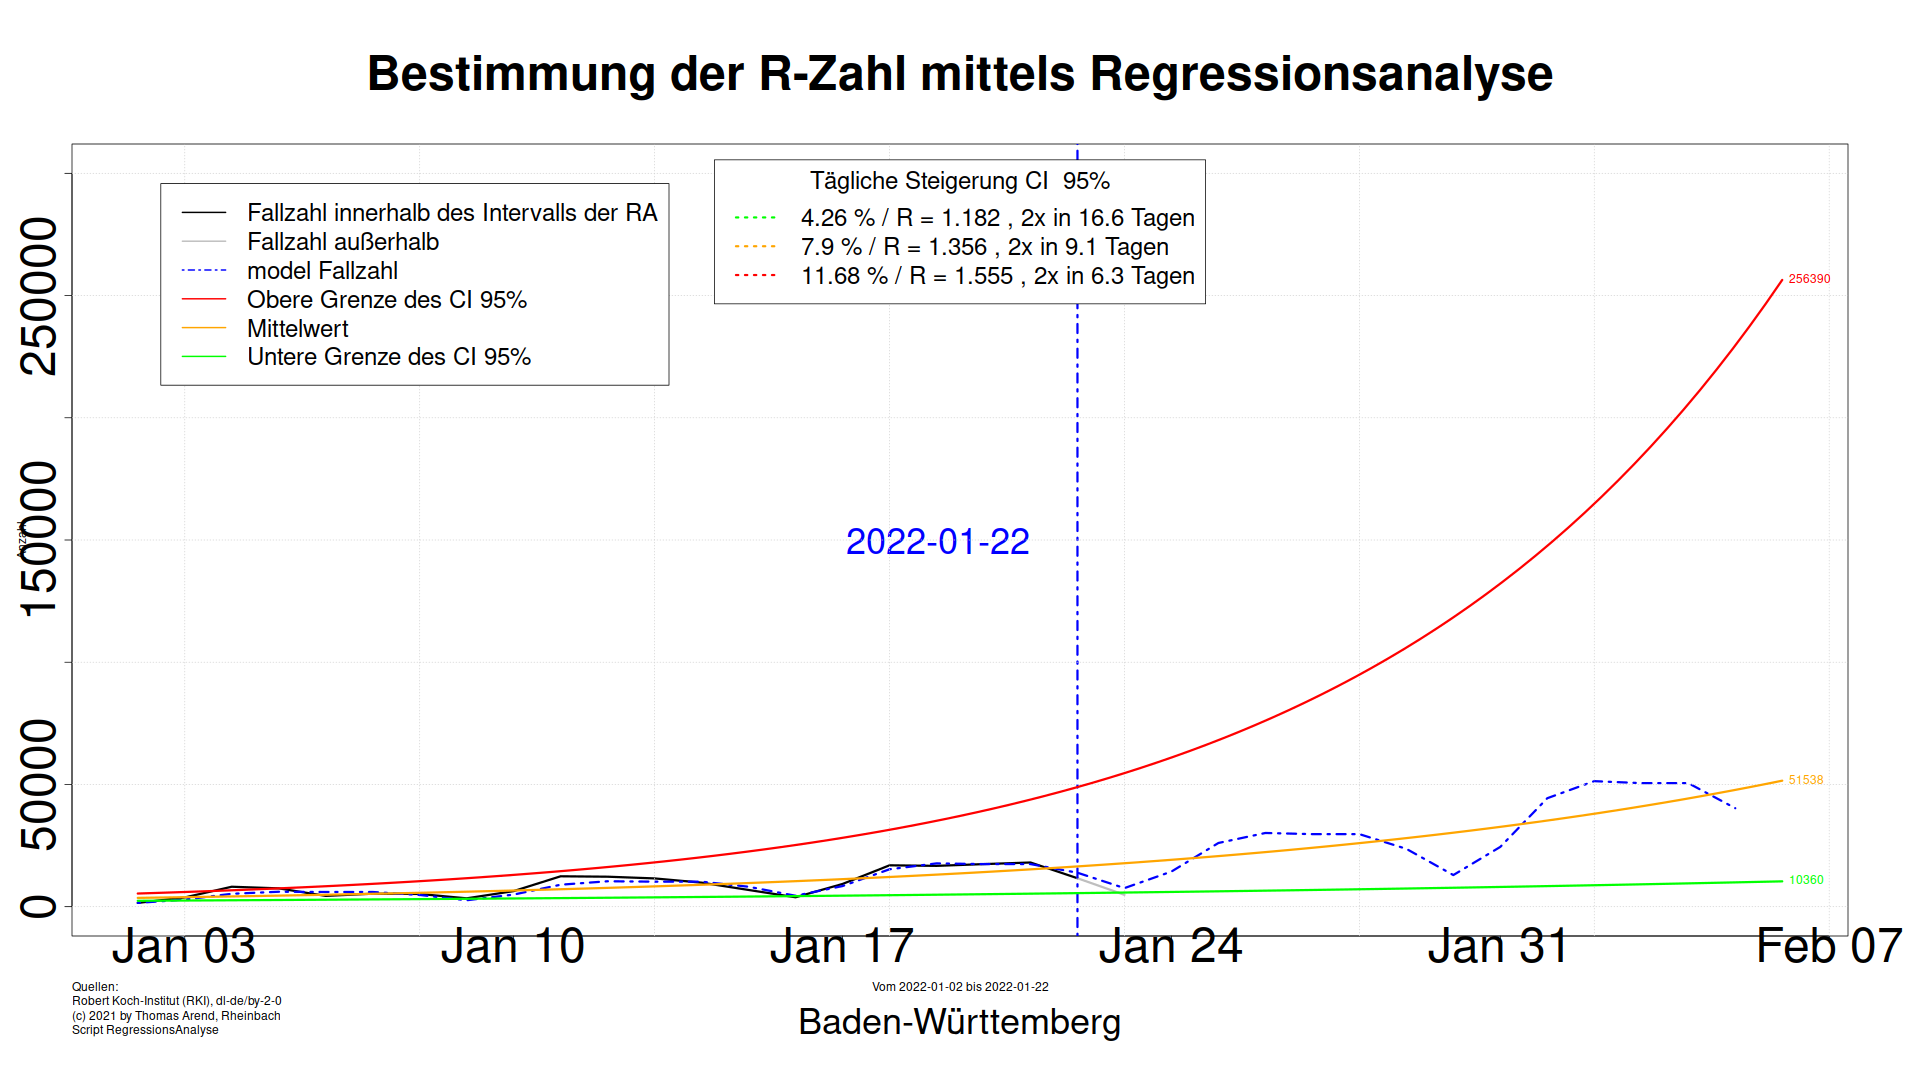 Bestimmung der R-Zahl mittels Regressionsanalyse
Fallzahl innerhalb des Intervalls der RA
Fallzahl außerhalb
model Fallzahl
Obere Grenze des CI 95%
Mittelwert
Untere Grenze des CI 95%
Tägliche Steigerung CI  95%
4.26 % / R = 1.182 , 2x in 16.6 Tagen
7.9 % / R = 1.356 , 2x in 9.1 Tagen
11.68 % / R = 1.555 , 2x in 6.3 Tagen
256390
250000
2022-01-22
150000
Anzahl
51538
50000
10360
0
Jan 03
Jan 10
Jan 17
Jan 24
Jan 31
Feb 07
Quellen:
Robert Koch-Institut (RKI), dl-de/by-2-0
(c) 2021 by Thomas Arend, Rheinbach
Script RegressionsAnalyse
Vom 2022-01-02 bis 2022-01-22
Baden-Württemberg